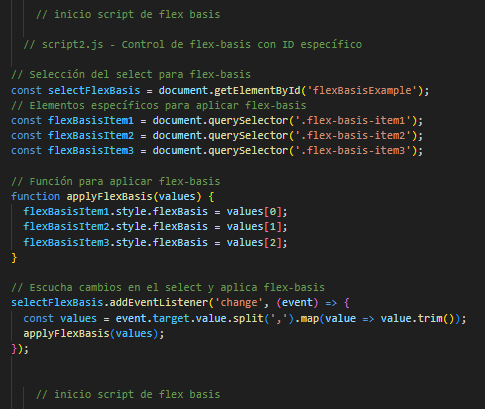 // inicio script de flex basis
// script2.js - Control de flex-basis con ID específico
// Selección del select para flex-basis
const selectFlexBasis = document.getElementById('flexBasisExample');
// Elementos específicos para aplicar flex-basis
const flexBasisItem1 = document.querySelector('.flex-basis-item1');
const flexBasisItem2 = document.querySelector('.flex-basis-item2');
const flexBasisItem3 = document.querySelector('.flex-basis-item3');
// Función para aplicar flex-basis
function applyFlexBasis(values) {
flexBasisItem1.style.flexBasis = values[0];
flexBasisItem2.style.flexBasis = values[1];
flexBasisItem3.style.flexBasis = values[2];
}
// Escucha cambios en el select y aplica flex-basis
selectFlexBasis.addEventListener('change', (event) => {
const values = event.target.value.split(',').map(value => value.trim());
applyFlexBasis(values);
});
// inicio script de flex basis